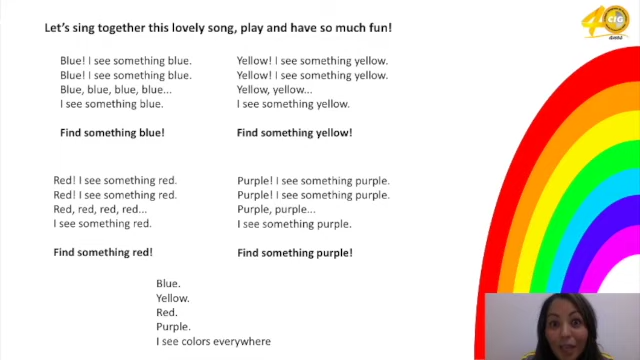 Let's sing together this lovely song, play and have so much fun!
Blue! I see something blue.
Blue! I see something blue.
Blue, blue, blue, blue...
I see something blue.
Find something blue!
Yellow! I see something yellow.
Yellow! I see something yellow.
Yellow, yellow...
I see something yellow.
Find something yellow!
Red! I see something red.
Red! I see something red.
Red, red, red, red...
I see something red.
Find something red!
Purple! I see something purple.
Purple! I see something purple.
Purple, purple...
I see something purple.
Find something purple!
Blue.
Yellow.
Red.
Purple.
I see colors everywhere